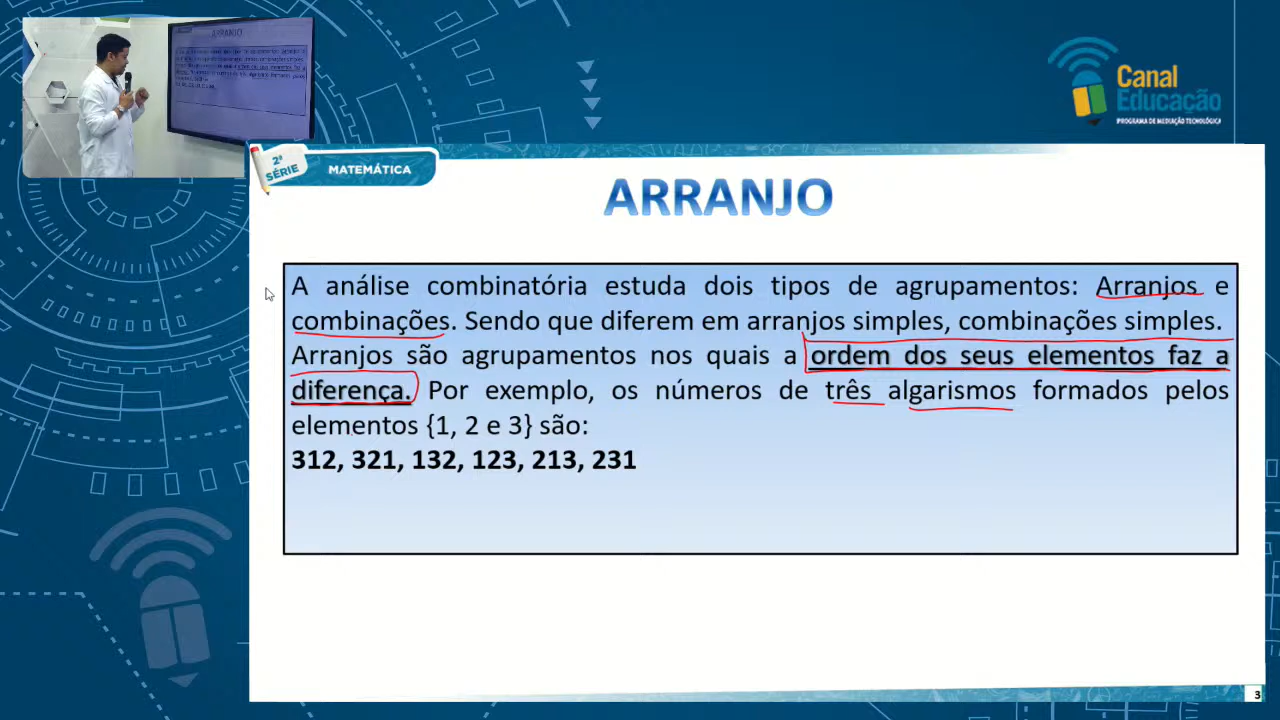 ARRANJO
Canal
Educação
PROGRAMA DE MEDIAÇÃO TECNOLÓGICA
2ª
SÉRIE
MATEMÁTICA
ARRANJO
A análise combinatória estuda dois tipos de agrupamentos: Arranjos e
combinações. Sendo que diferem em arranjos simples, combinações simples.
Arranjos são agrupamentos nos quais a ordem dos seus elementos faz a
diferença. Por exemplo, os números de três algarismos formados pelos
elementos {1, 2 e 3} são:
312, 321, 132, 123, 213, 231
3